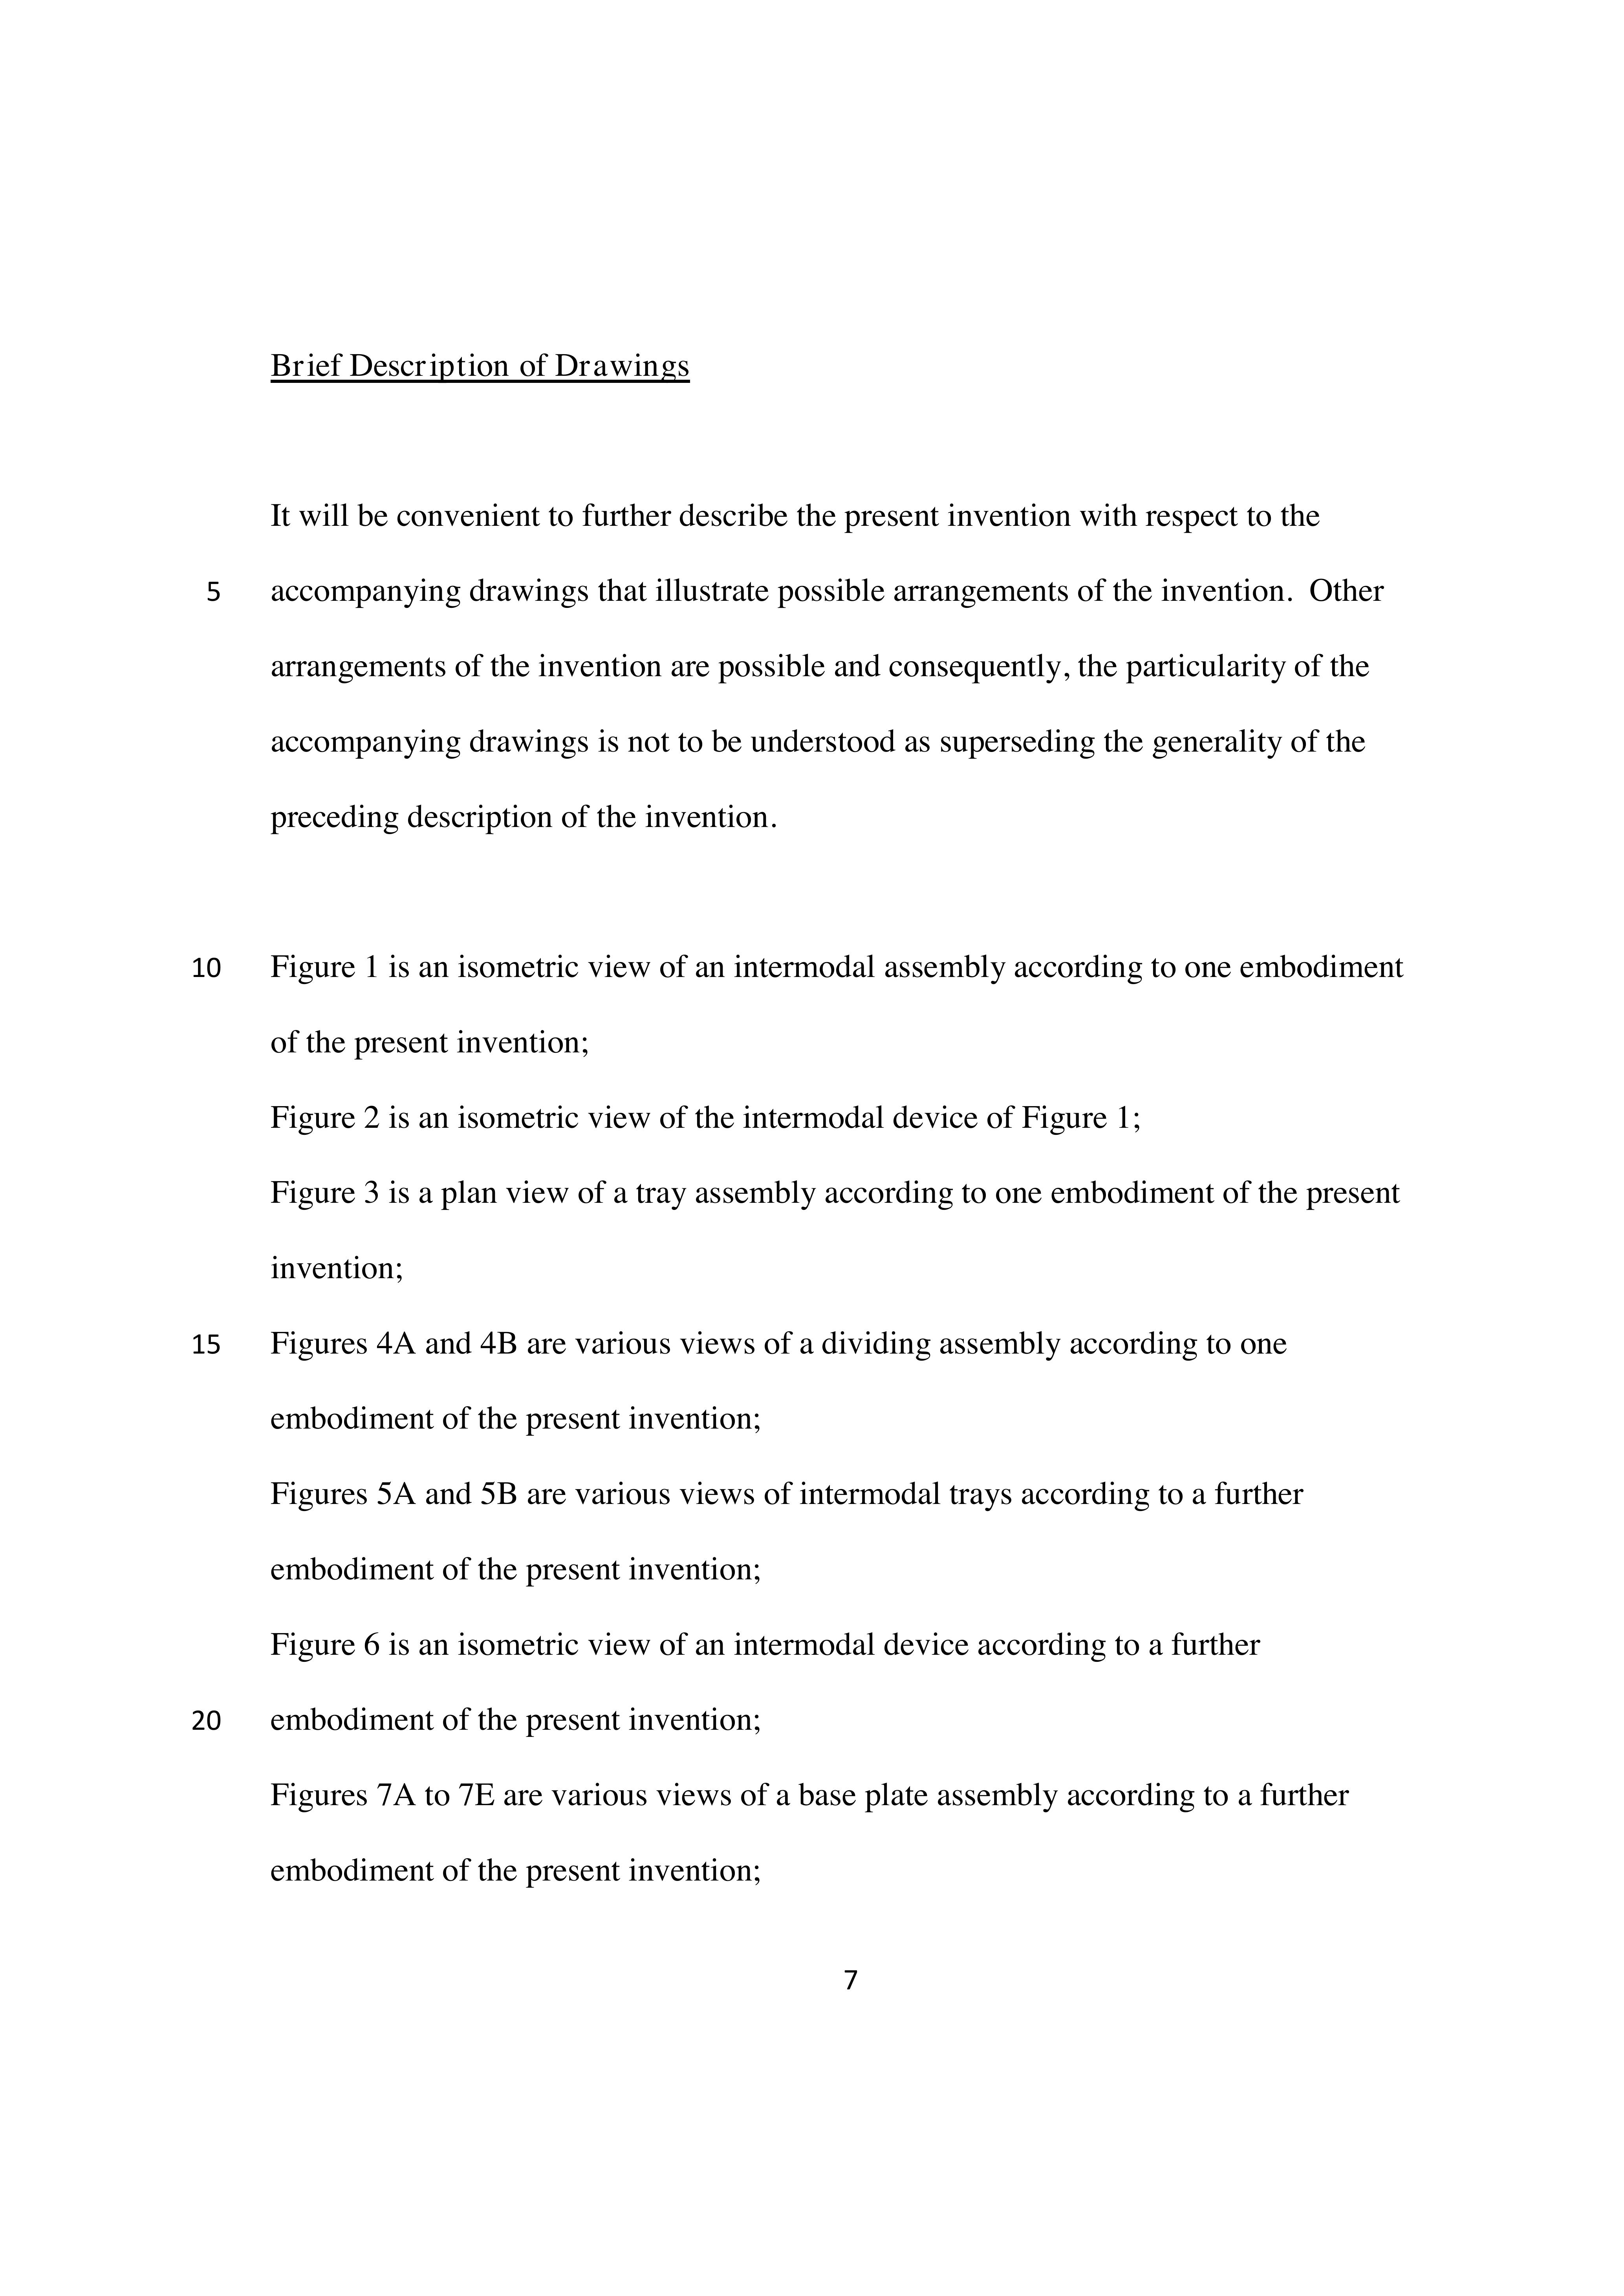 Brief Description of Drawings
It will be convenient to further describe the present invention with respect to the
5 accompanying drawings that illustrate possible arrangements of the invention.  Other
arrangements of the invention are possible and consequently, the particularity of the
accompanying drawings is not to be understood as superseding the generality of the
preceding description of the invention.
10 Figure 1 is an isometric view of an intermodal assembly according to one embodiment
of the present invention;
Figure 2 is an isometric view of the intermodal device of Figure 1;
Figure 3 is a plan view of a tray assembly according to one embodiment of the present
invention;
15 Figures 4A and 4B are various views of a dividing assembly according to one
embodiment of the present invention;
Figures 5A and 5B are various views of intermodal trays according to a further
embodiment of the present invention;
Figure 6 is an isometric view of an intermodal device according to a further
20 embodiment of the present invention;
Figures 7A to 7E are various views of a base plate assembly according to a further
embodiment of the present invention;
7